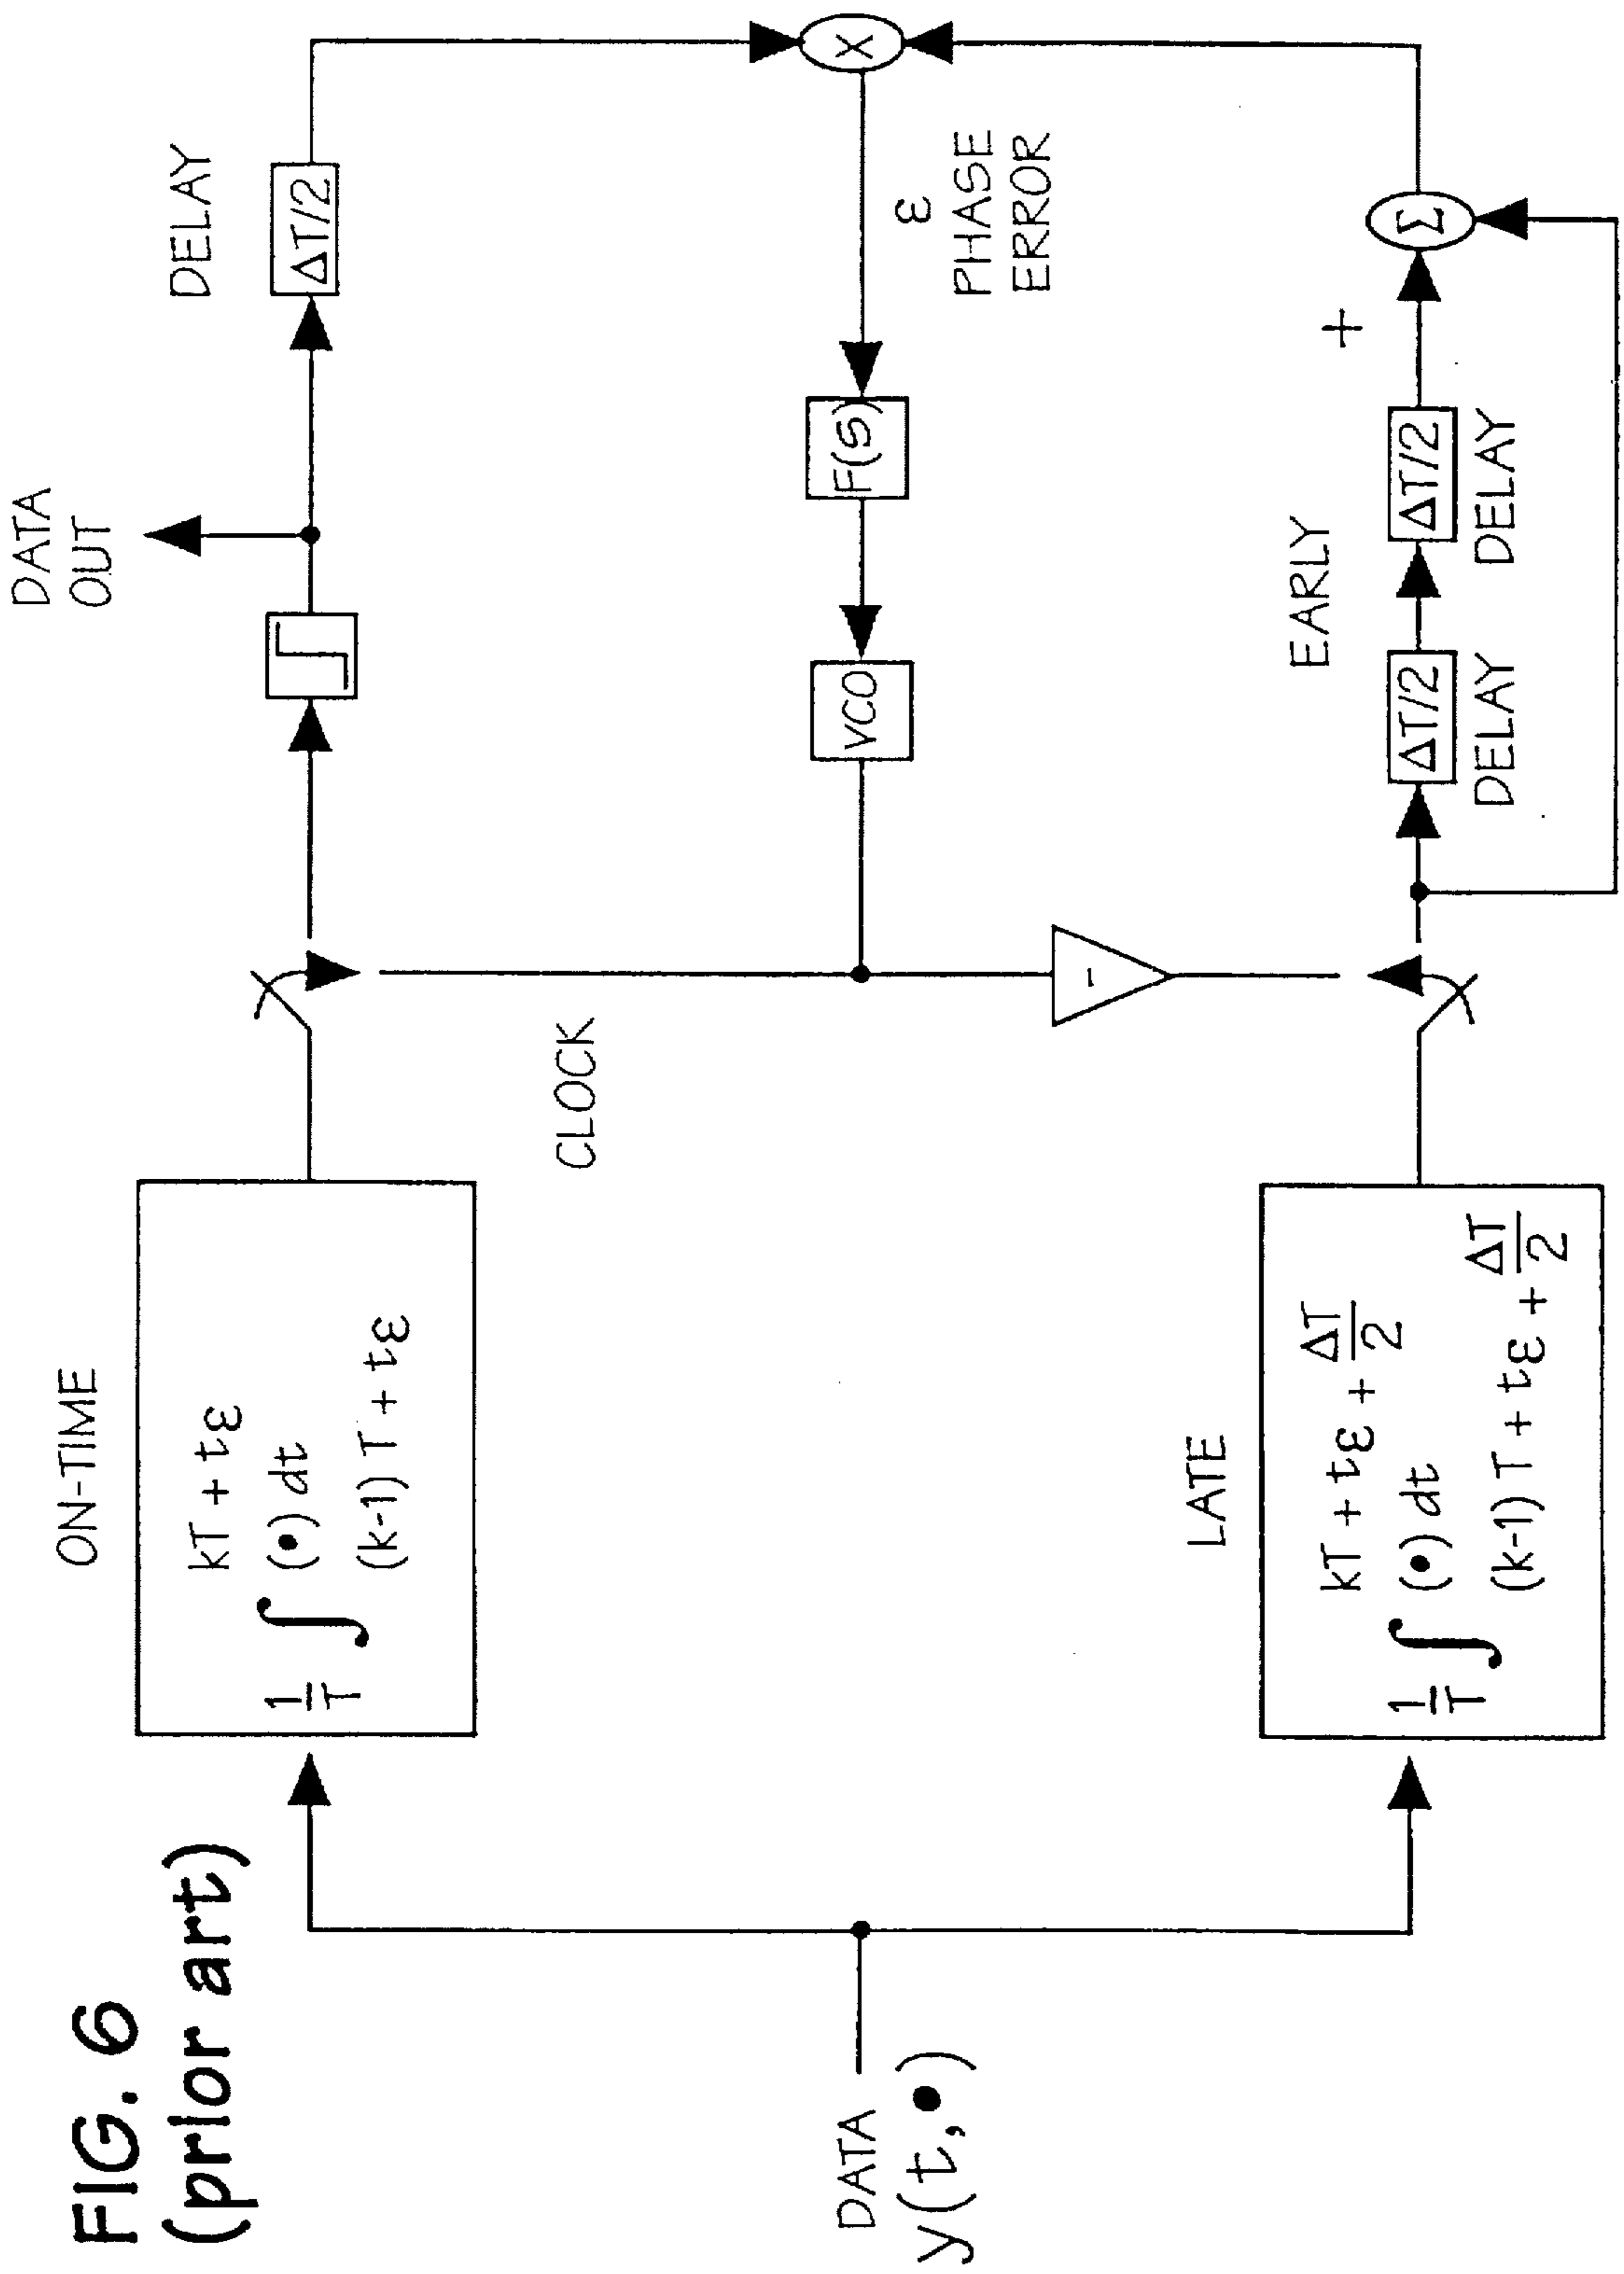 FIG. 6
(prior art)
DATA
y(t,•)
ON-TIME
kT + tε
1/T ∫ (•) dt
(k-1) T + tε
LATE
kT + tε + ΔT/2
1/T ∫ (•) dt
(k-1) T + tε + ΔT/2
CLOCK
-1
VCO
F(S)
ε
PHASE
ERROR
DATA
OUT
DELAY
ΔT/2
X
EARLY
ΔT/2
DELAY
ΔT/2
DELAY
+
Σ